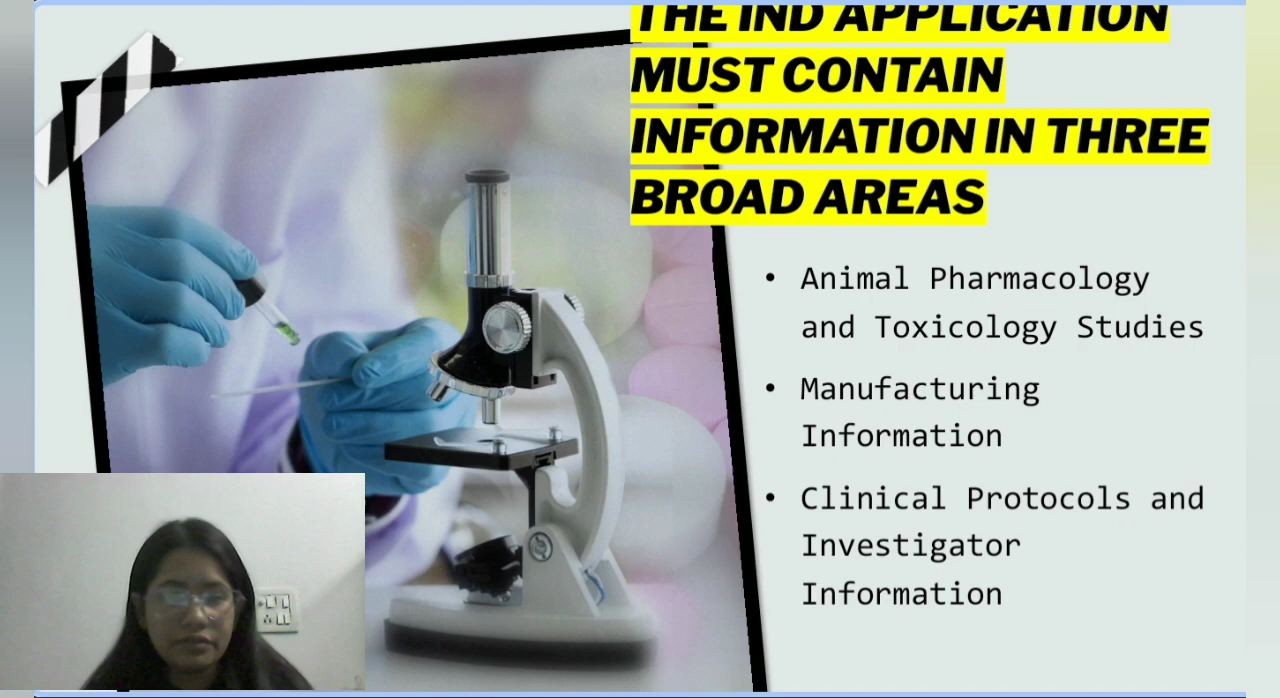 THE IND APPLICATION
MUST CONTAIN
INFORMATION IN THREE
BROAD AREAS
• Animal Pharmacology
and Toxicology Studies
• Manufacturing
Information
• Clinical Protocols and
Investigator
Information